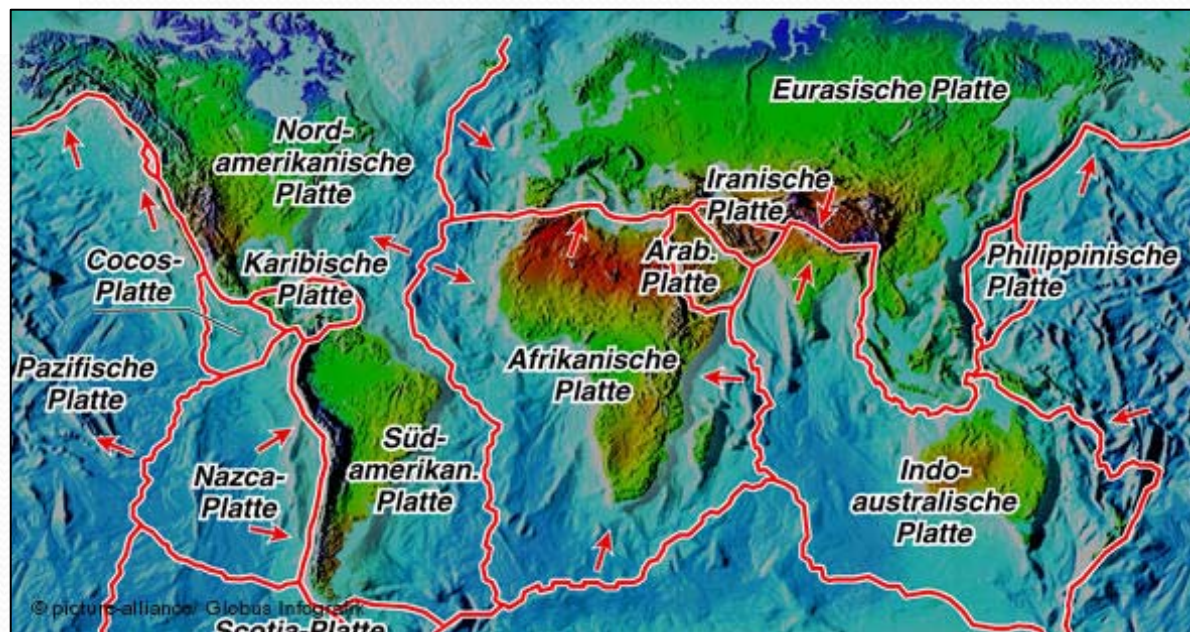 Eurasische Platte
Nord-
amerikanische
Platte
Iranische
Platte
Arab.
Platte
Philippinische
Platte
Cocos-
Platte
Karibische
Platte
Pazifische
Platte
Afrikanische
Platte
Süd-
amerikan.
Platte
Nazca-
Platte
Indo-
australische
Platte
© picture-alliance/ Globus Infografik
Scotia-Platte